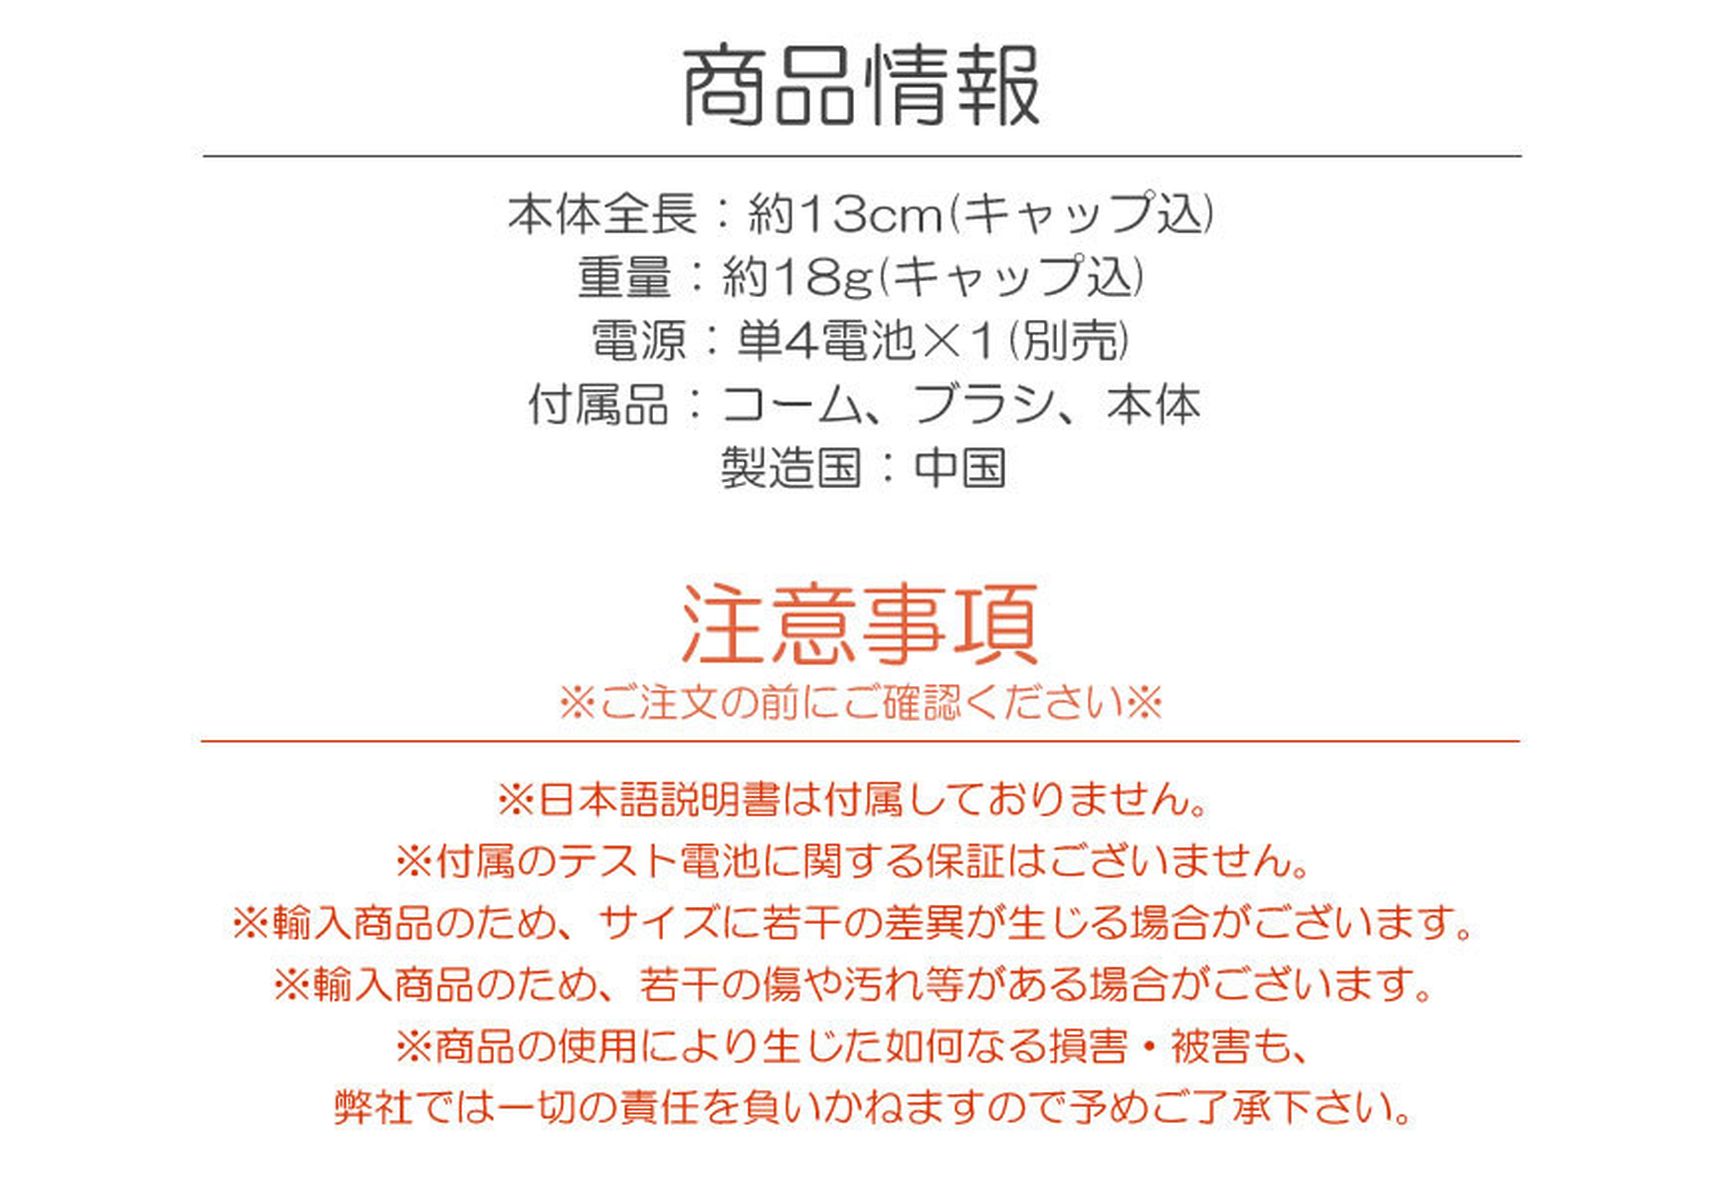 商品情報
本体全長：約13cm(キャップ込)
重量：約18g(キャップ込)
電源：単4電池×1(別売)
付属品：コーム、ブラシ、本体
製造国：中国
注意事項
※ご注文の前にご確認ください※
※日本語説明書は付属しておりません。
※付属のテスト電池に関する保証はございません。
※輸入商品のため、サイズに若干の差異が生じる場合がございます。
※輸入商品のため、若干の傷や汚れ等がある場合がございます。
※商品の使用により生じた如何なる損害・被害も、
弊社では一切の責任を負いかねますので予めご了承下さい。